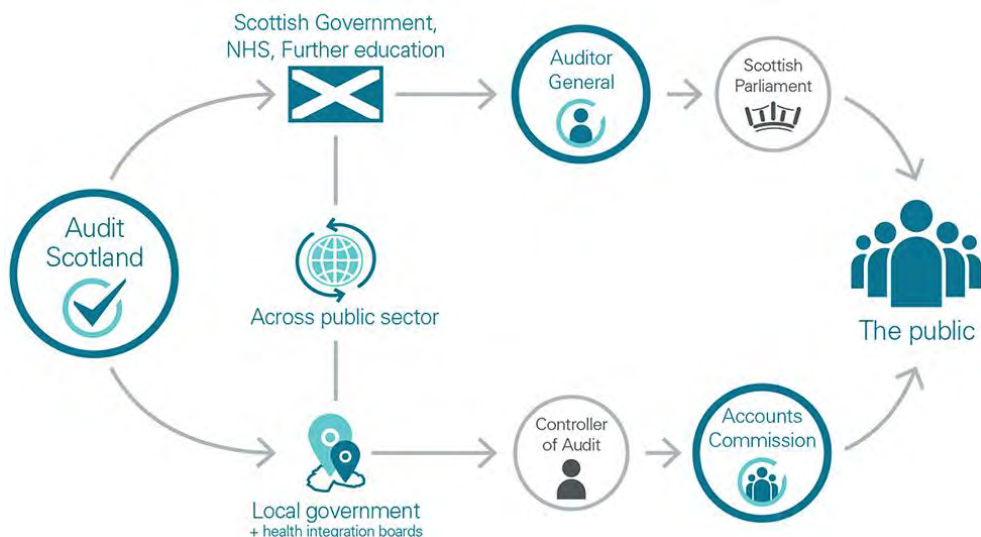 Scottish Government,
NHS, Further education
Auditor
General
Scottish
Parliament
Audit
Scotland
Across public sector
The public
Controller
of Audit
Accounts
Commission
Local government
+ health integration boards